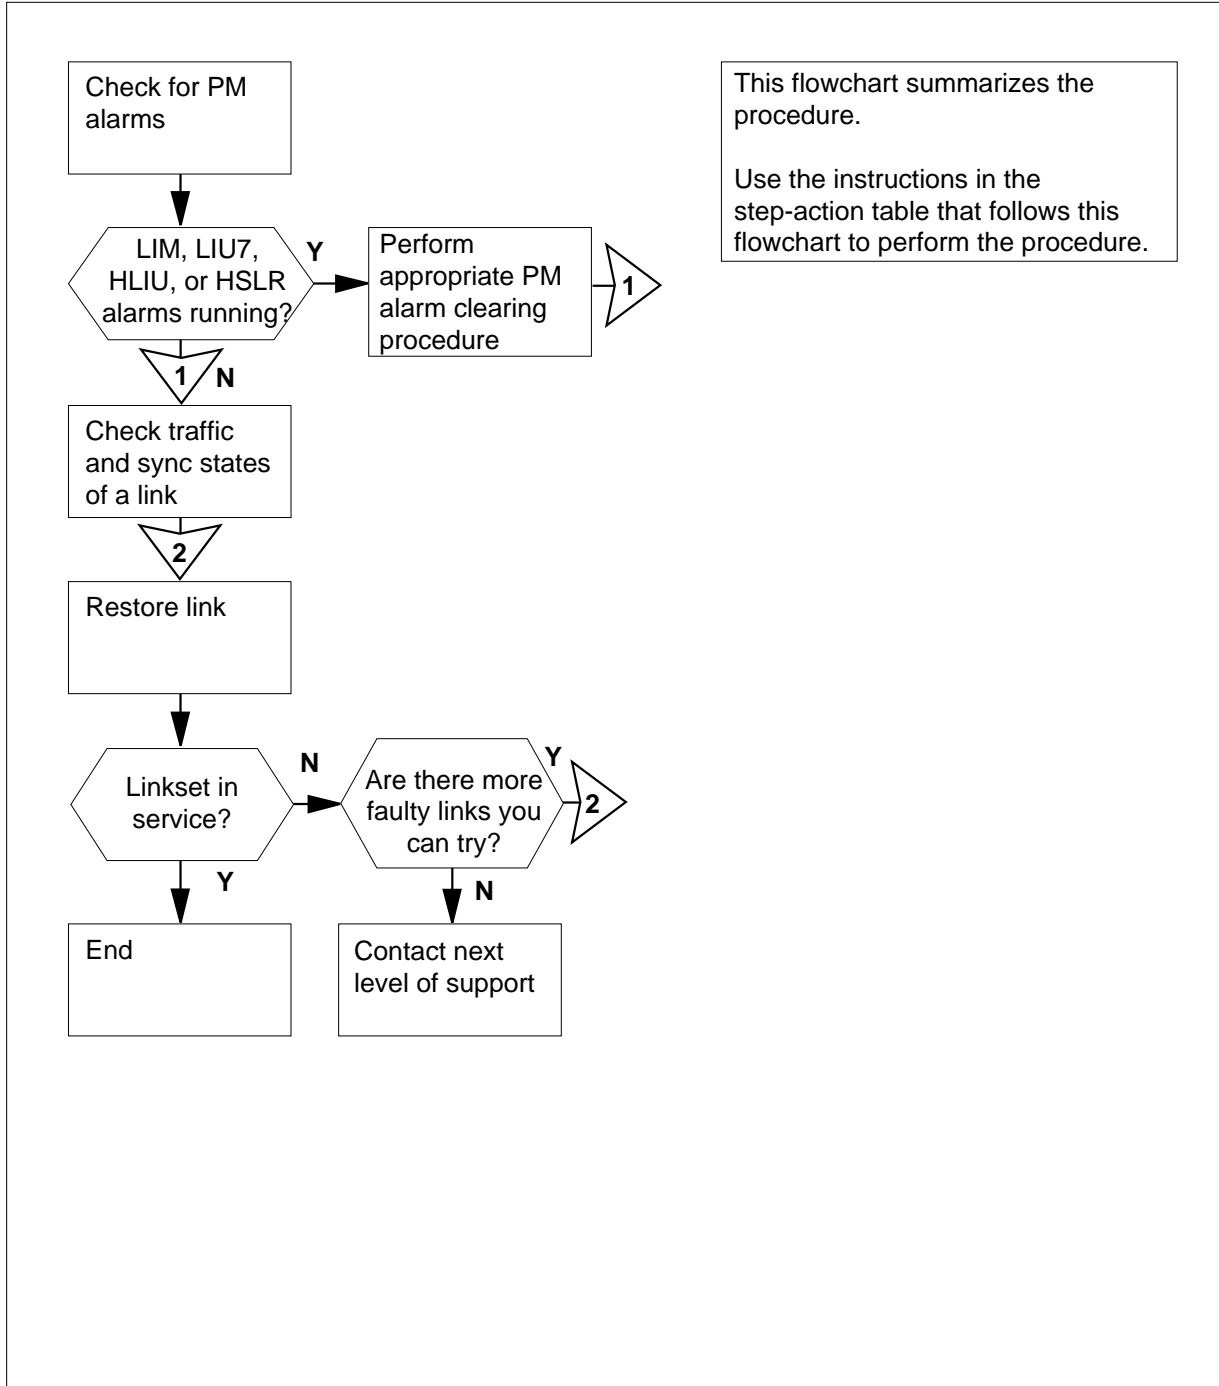 Check for PM
alarms
This flowchart summarizes the
procedure.
Use the instructions in the
step-action table that follows this
flowchart to perform the procedure.
LIM, LIU7,
HLIU, or HSLR
alarms running?
Y
Perform
appropriate PM
alarm clearing
procedure
1
1
N
Check traffic
and sync states
of a link
2
Restore link
Linkset in
service?
N
Are there more
faulty links you
can try?
Y
2
Y
N
End
Contact next
level of support